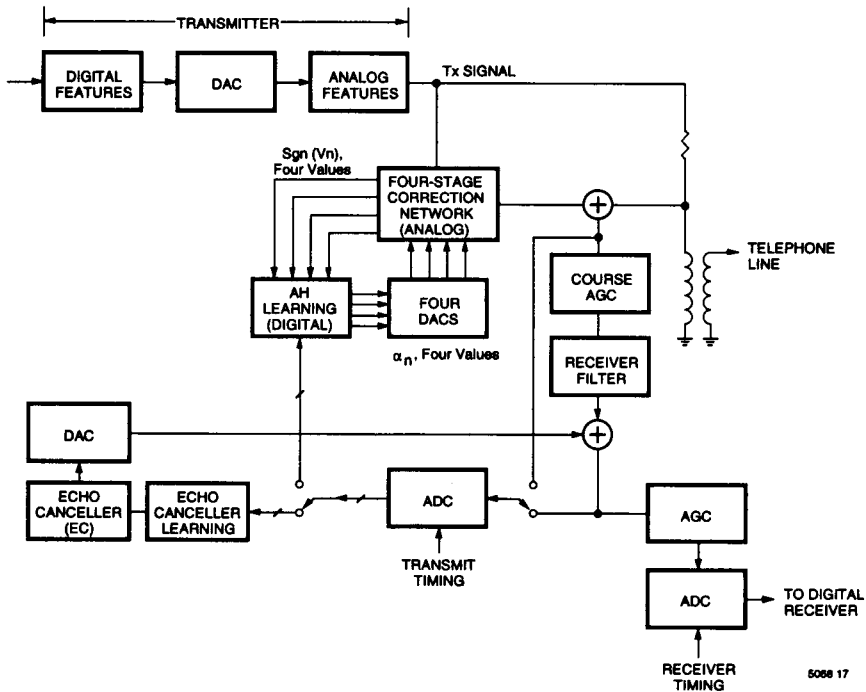 TRANSMITTER
DIGITAL
FEATURES
DAC
ANALOG
FEATURES
Tx SIGNAL
Sgn (Vn),
Four Values
FOUR-STAGE
CORRECTION
NETWORK
(ANALOG)
+
TELEPHONE
LINE
AH
LEARNING
(DIGITAL)
FOUR
DACS
COURSE
AGC
αn, Four Values
RECEIVER
FILTER
DAC
+
ECHO
CANCELLER
(EC)
ECHO
CANCELLER
LEARNING
ADC
AGC
TRANSMIT
TIMING
ADC
TO DIGITAL
RECEIVER
RECEIVER
TIMING
5068 17